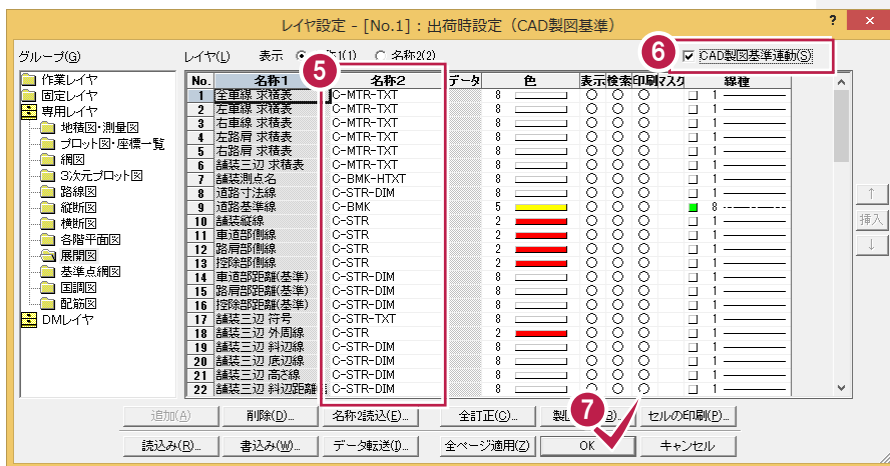 レイヤ設定 - [No.1] : 出荷時設定（CAD製図基準）
? ×
グループ(G)
レイヤ(L) 表示 名称2(2)
6 CAD製図基準連動(S)
5
作業レイヤ
固定レイヤ
専用レイヤ
地積図・測量図
プロット図・座標一覧
網図
3次元プロット図
路線図
縦断図
横断図
各階平面図
展開図
基準点網図
国調図
配筋図
DMレイヤ
No. 名称1 名称2 データ 色 表示 検索 印刷 マスク 線種
1 全車線 求積表 C-MTR-TXT 8 1
2 左車線 求積表 C-MTR-TXT 8 1
3 右車線 求積表 C-MTR-TXT 8 1
4 左路肩 求積表 C-MTR-TXT 8 1
5 右路肩 求積表 C-MTR-TXT 8 1
6 舗装三辺 求積表 C-MTR-TXT 8 1
7 舗装測点名 C-BMK-HTXT 8 1
8 道路寸法線 C-STR-DIM 8 1
9 道路基準線 C-BMK 5 8
10 舗装縦線 C-STR 2 1
11 車道部側線 C-STR 2 1
12 路肩部側線 C-STR 2 1
13 控除部側線 C-STR 2 1
14 車道部距離(基準) C-STR-DIM 8 1
15 路肩部距離(基準) C-STR-DIM 8 1
16 控除部距離(基準) C-STR-DIM 8 1
17 舗装三辺 符号 C-STR-TXT 8 1
18 舗装三辺 外周線 C-STR 2 1
19 舗装三辺 斜辺線 C-STR-DIM 8 1
20 舗装三辺 底辺線 C-STR-DIM 8 1
21 舗装三辺 高さ線 C-STR-DIM 8 1
22 舗装三辺 斜辺距離 C-STR-DIM 8 1
↑
挿入
↓
追加(A) 削除(D)... 名称2読込(E)... 全訂正(C)... セルの印刷(P)...
7
読込み(R)... 書込み(W)... データ転送(I)... 全ページ適用(Z) OK キャンセル